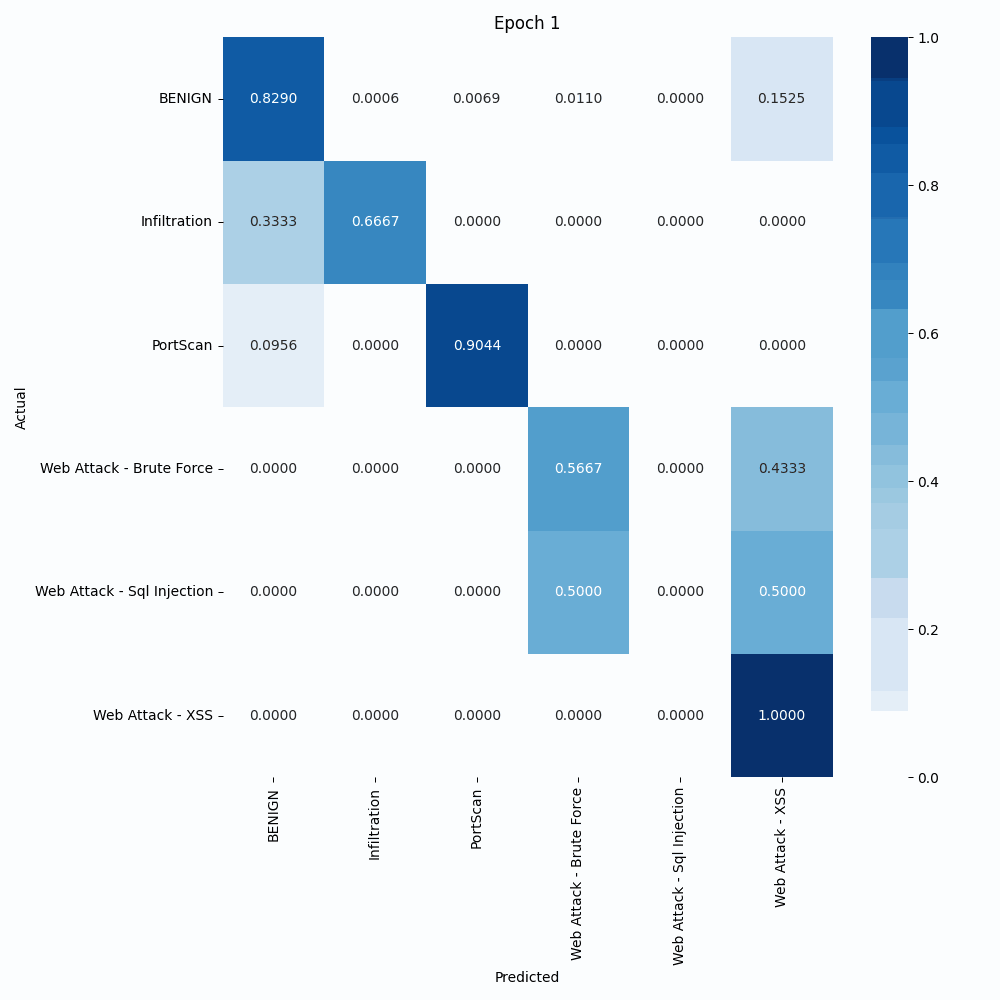 Epoch 1
BENIGN 0.8290 0.0006 0.0069 0.0110 0.0000 0.1525
Infiltration 0.3333 0.6667 0.0000 0.0000 0.0000 0.0000
PortScan 0.0956 0.0000 0.9044 0.0000 0.0000 0.0000
Web Attack - Brute Force 0.0000 0.0000 0.0000 0.5667 0.0000 0.4333
Web Attack - Sql Injection 0.0000 0.0000 0.0000 0.5000 0.0000 0.5000
Web Attack - XSS 0.0000 0.0000 0.0000 0.0000 0.0000 1.0000
Actual
BENIGN
Infiltration
PortScan
Web Attack - Brute Force
Web Attack - Sql Injection
Web Attack - XSS
Predicted
1.0
0.8
0.6
0.4
0.2
0.0